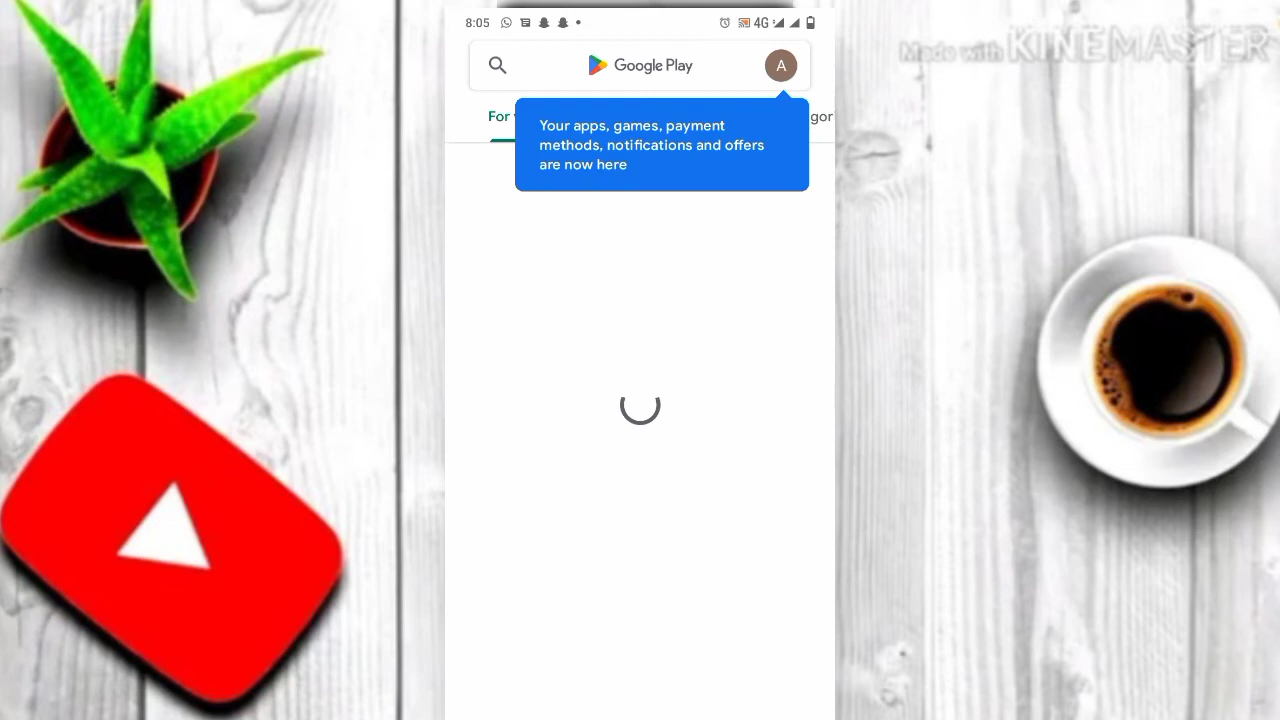 8:05
4G
Made with KINEMASTER
Google Play
A
For
gor
Your apps, games, payment
methods, notifications and offers
are now here